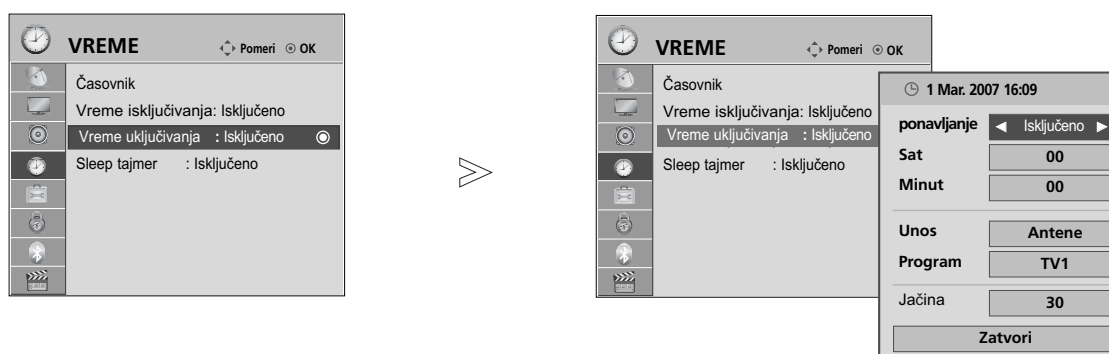 VREME Pomeri OK
Časovnik
Vreme isključivanja: Isključeno
Vreme uključivanja : Isključeno
Sleep tajmer : Isključeno
VREME Pomeri OK
Časovnik
Vreme isključivanja: Isključeno
Vreme uključivanja : Isključeno
Sleep tajmer : Isključeno
1 Mar. 2007 16:09
ponavljanje Isključeno
Sat 00
Minut 00
Unos Antene
Program TV1
Jačina 30
Zatvori